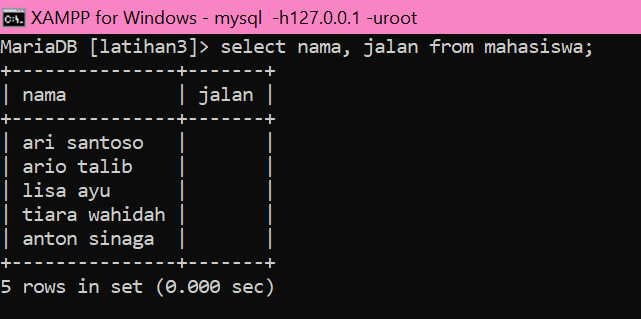 XAMPP for Windows - mysql -h127.0.0.1 -uroot
MariaDB [latihan3]> select nama, jalan from mahasiswa;
+---------------+-------+
| nama          | jalan |
+---------------+-------+
| ari santoso   |       |
| ario talib    |       |
| lisa ayu      |       |
| tiara wahidah |       |
| anton sinaga  |       |
+---------------+-------+
5 rows in set (0.000 sec)